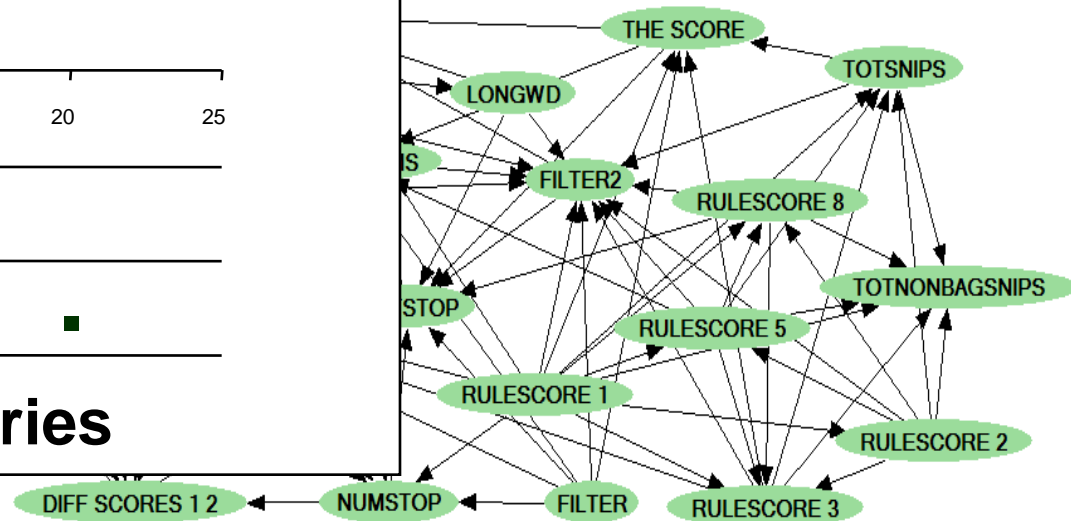 THE SCORE
TOTSNIPS
LONGWD
20 25
FILTER2
RULESCORE 8
TOTNONBAGSNIPS
RULESCORE 5
RULESCORE 1
RULESCORE 2
DIFF SCORES 1 2
NUMSTOP
FILTER
RULESCORE 3